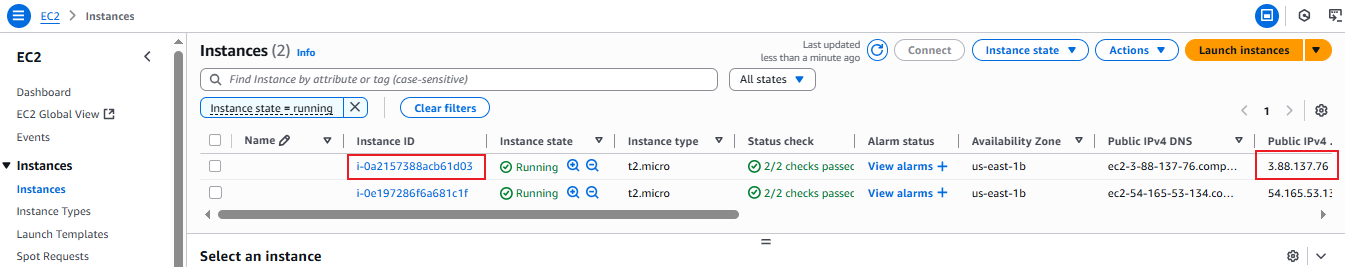 EC2 > Instances
EC2
Dashboard
EC2 Global View
Events
Instances
Instances
Instance Types
Launch Templates
Spot Requests
Instances (2) Info
Last updated
less than a minute ago
Connect
Instance state
Actions
Launch instances
Find Instance by attribute or tag (case-sensitive)
All states
Instance state = running
Clear filters
1
Name Instance ID Instance state Instance type Status check Alarm status Availability Zone Public IPv4 DNS Public IPv4 .
i-0a2157388acb61d03 Running t2.micro 2/2 checks passed View alarms + us-east-1b ec2-3-88-137-76.comp... 3.88.137.76
i-0e197286f6a681c1f Running t2.micro 2/2 checks passed View alarms + us-east-1b ec2-54-165-53-134.co... 54.165.53.13
Select an instance